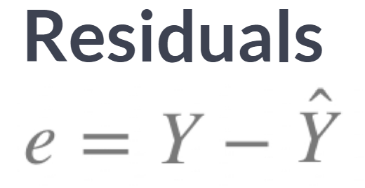 Residuals
e = Y − Ŷ